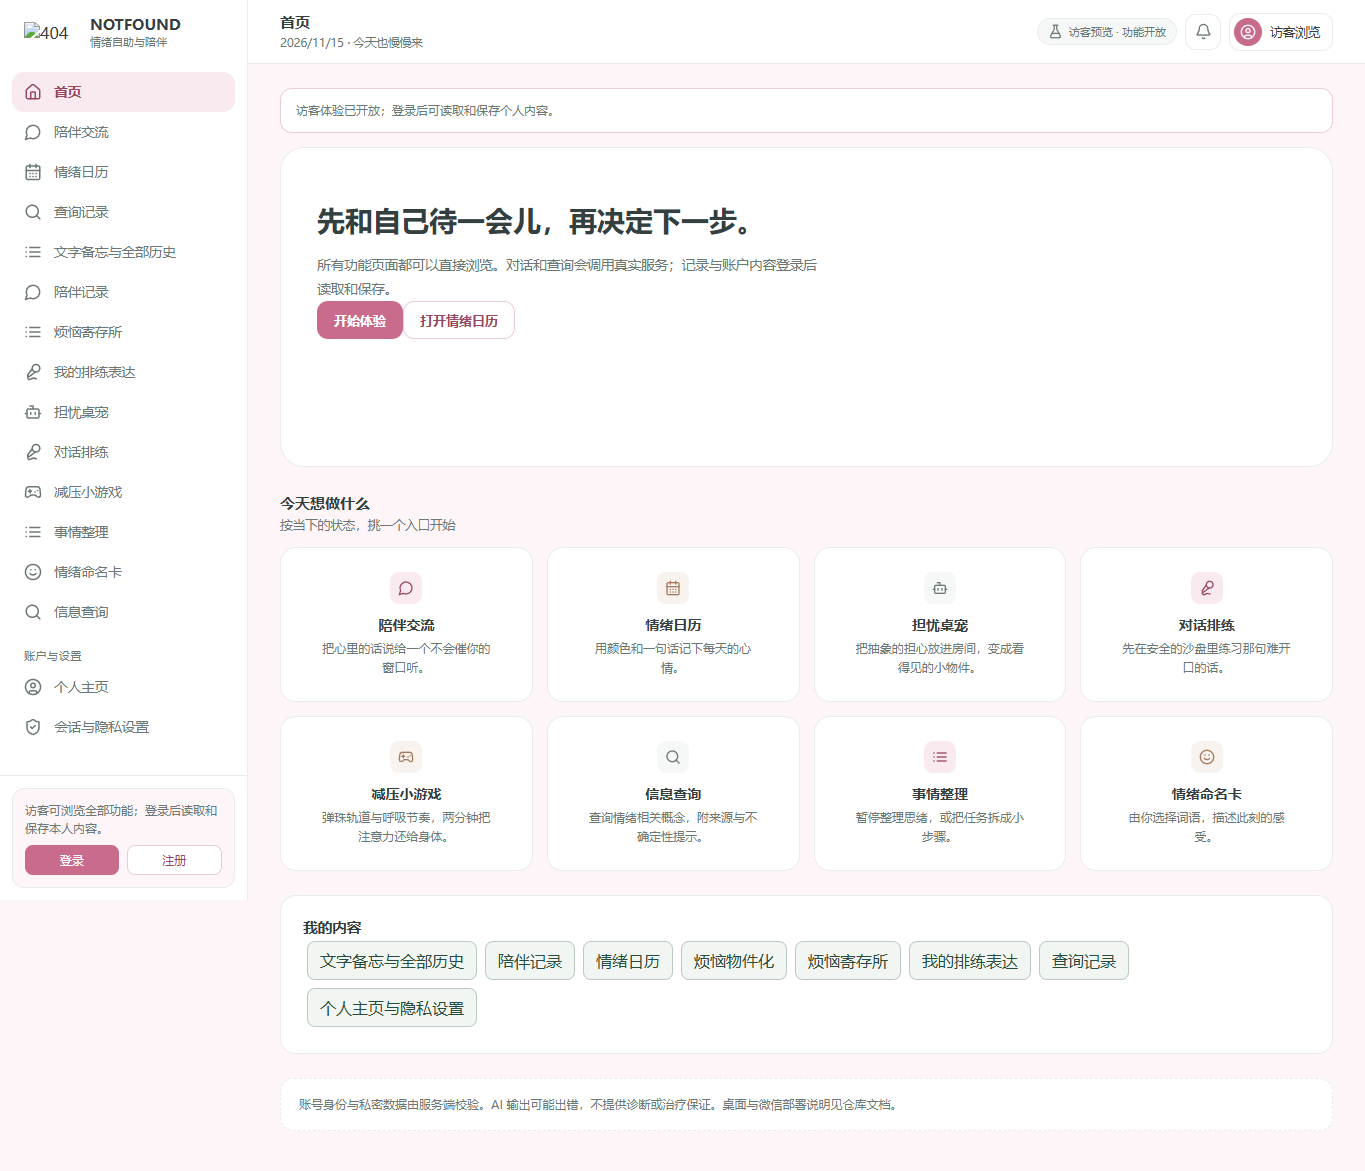 404
NOTFOUND
情绪自助与陪伴
首页
陪伴交流
情绪日历
查询记录
文字备忘与全部历史
陪伴记录
烦恼寄存所
我的排练表达
担忧桌宠
对话排练
减压小游戏
事情整理
情绪命名卡
信息查询
账户与设置
个人主页
会话与隐私设置
访客可浏览全部功能；登录后读取和
保存本人内容。
登录
注册
首页
2026/11/15 · 今天也慢慢来
访客预览 · 功能开放
访客浏览
访客体验已开放；登录后可读取和保存个人内容。
先和自己待一会儿，再决定下一步。
所有功能页面都可以直接浏览。对话和查询会调用真实服务；记录与账户内容登录后
读取和保存。
开始体验
打开情绪日历
今天想做什么
按当下的状态，挑一个入口开始
陪伴交流
把心里的话说给一个不会催你的
窗口听。
情绪日历
用颜色和一句话记下每天的心
情。
担忧桌宠
把抽象的担心放进房间，变成看
得见的小物件。
对话排练
先在安全的沙盘里练习那句难开
口的话。
减压小游戏
弹珠轨道与呼吸节奏，两分钟把
注意力还给身体。
信息查询
查询情绪相关概念，附来源与不
确定性提示。
事情整理
暂停整理思绪，或把任务拆成小
步骤。
情绪命名卡
由你选择词语，描述此刻的感
受。
我的内容
文字备忘与全部历史
陪伴记录
情绪日历
烦恼物件化
烦恼寄存所
我的排练表达
查询记录
个人主页与隐私设置
账号身份与私密数据由服务端校验。AI 输出可能出错，不提供诊断或治疗保证。桌面与微信部署说明见仓库文档。